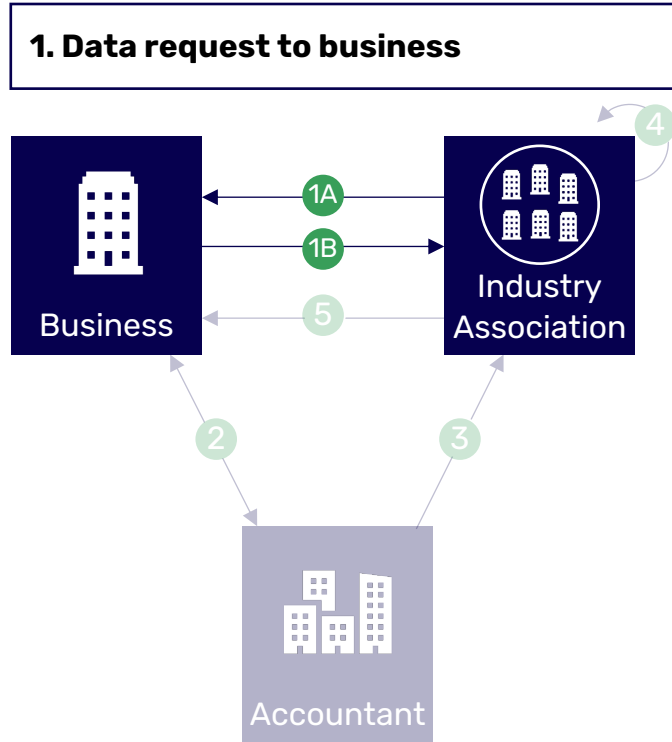 1. Data request to business
4
1A
1B
Business
Industry
Association
5
2
3
Accountant